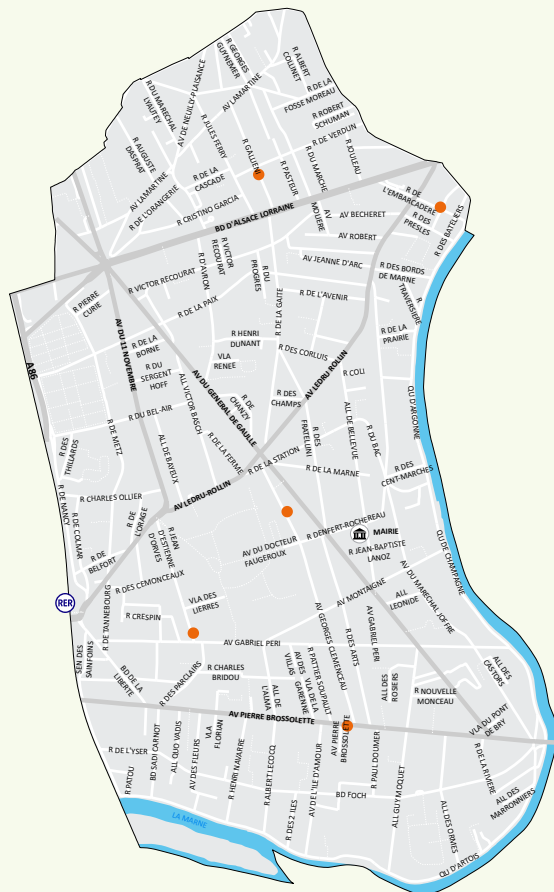 R GEORGES
GUYNEMER
R ALBERT
COLLINET
AV DE NEUILLY-PLAISANCE
R DU MARECHAL
LYAUTEY
AV LAMARTINE
R DE LA
FOSSE MOREAU
R ROBERT
SCHUMAN
R JULES FERRY
R DE VERDUN
R AUGUSTE
DASPRAT
R GALLIENI
R PASTEUR
R DU MARCHE
R JOULEAU
R DE LA
CASCADE
AV LAMARTINE
R DE L'ORANGERIE
R CRISTINO GARCIA
AV
MOLIERE
R DE
L'EMBARCADERE
R DES
PRESLES
R DES BATELIERS
BD D'ALSACE LORRAINE
AV BECHERET
AV ROBERT
R VICTOR
RECOURAT
R D'AVRON
AV JEANNE D'ARC
R DES BORDS
DE MARNE
R VICTOR RECOURAT
R DU
PROGRES
R
TRAVERSIERE
R PIERRE
CURIE
R DE LA PAIX
R DE LA GAITE
R DE L'AVENIR
R DE LA
PRAIRIE
AV DU 11 NOVEMBRE
R DE LA
BORNE
R HENRI
DUNANT
R DES CORLUIS
VLA
RENEE
A86
R DU
SERGENT
HOFF
AV DU GENERAL DE GAULLE
AV LEDRU ROLLIN
R COLI
ALL VICTOR BASCH
R DE
CHANZY
R DES
CHAMPS
QU D'ARGONNE
R DU BEL-AIR
R DE METZ
ALL DE BELLEVUE
R DU BAC
R DES
FRATELLINI
R DES
THILLARDS
ALL DE BAYEUX
R DE LA FERME
R DE LA STATION
R DE LA MARNE
R DES
CENT-MARCHES
R DE NANCY
R CHARLES OLLIER
AV LEDRU-ROLLIN
R DE COLMAR
R DE
L'ORAGE
R JEAN
D'ESTIENNE
D'ORVES
R DENFERT-ROCHEREAU
MAIRIE
QU DE CHAMPAGNE
R DE
BELFORT
AV DU DOCTEUR
FAUGEROUX
R JEAN-BAPTISTE
LANOZ
AV DU MARECHAL JOFFRE
R DES CEMONCEAUX
AV MONTAIGNE
ALL
LEONIDE
RER
VLA DES
LIERRES
R CRESPIN
R DE TANNEBOURG
AV GEORGES CLEMENCEAU
R DES ARTS
AV GABRIEL PERI
AV GABRIEL PERI
SEN DES
SAINFOINS
BD DE LA
LIBERTE
R DES PARCLAIRS
R CHARLES
BRIDOU
AV DES
VILLAS
R PATTIER SOUPAULT
VLA DE LA
GARENNE
ALL DE
L'ALMA
ALL DES
ROSIERS
R NOUVELLE
MONCEAU
ALL DES
CASTORS
AV PIERRE BROSSOLETTE
AV PIERRE
BROSSOLETTE
VLA DU PONT
DE BRY
R DE L'YSER
R PATOU
BD SADI CARNOT
ALL QUO VADIS
AV DES FLEURS
VLA
FLORIAN
R HENRI NAVARRE
R ALBERT LECOCQ
R DES 2 ILES
AV DE L'ILE D'AMOUR
R PAUL DOUMER
BD FOCH
ALL GUY MOQUET
R DE LA RIVIERE
ALL DES
MARRONNIERS
ALL DES ORMES
LA MARNE
QU D'ARTOIS